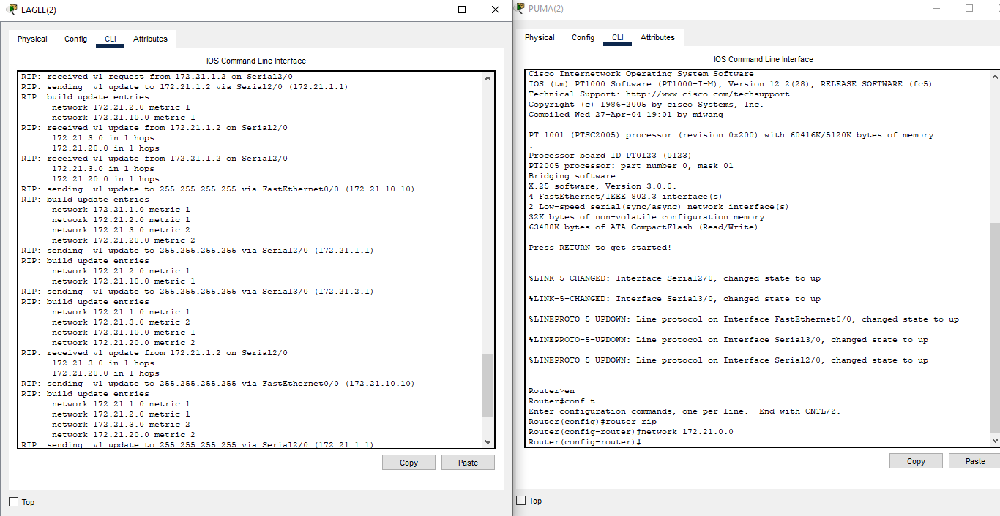 EAGLE(2)
Physical Config CLI Attributes
IOS Command Line Interface
RIP: received v1 request from 172.21.1.2 on Serial2/0
RIP: sending  v1 update to 172.21.1.2 via Serial2/0 (172.21.1.1)
RIP: build update entries
      network 172.21.2.0 metric 1
      network 172.21.10.0 metric 1
RIP: received v1 update from 172.21.1.2 on Serial2/0
      172.21.3.0 in 1 hops
      172.21.20.0 in 1 hops
RIP: received v1 update from 172.21.1.2 on Serial2/0
      172.21.3.0 in 1 hops
      172.21.20.0 in 1 hops
RIP: sending  v1 update to 255.255.255.255 via FastEthernet0/0 (172.21.10.10)
RIP: build update entries
      network 172.21.1.0 metric 1
      network 172.21.2.0 metric 1
      network 172.21.3.0 metric 2
      network 172.21.20.0 metric 2
RIP: sending  v1 update to 255.255.255.255 via Serial2/0 (172.21.1.1)
RIP: build update entries
      network 172.21.2.0 metric 1
      network 172.21.10.0 metric 1
RIP: sending  v1 update to 255.255.255.255 via Serial3/0 (172.21.2.1)
RIP: build update entries
      network 172.21.1.0 metric 1
      network 172.21.3.0 metric 2
      network 172.21.10.0 metric 1
      network 172.21.20.0 metric 2
RIP: received v1 update from 172.21.1.2 on Serial2/0
      172.21.3.0 in 1 hops
      172.21.20.0 in 1 hops
RIP: sending  v1 update to 255.255.255.255 via FastEthernet0/0 (172.21.10.10)
RIP: build update entries
      network 172.21.1.0 metric 1
      network 172.21.2.0 metric 1
      network 172.21.3.0 metric 2
      network 172.21.20.0 metric 2
RIP: sending  v1 update to 255.255.255.255 via Serial2/0 (172.21.1.1)
Copy Paste
Top
PUMA(2)
Physical Config CLI Attributes
IOS Command Line Interface
Cisco Internetwork Operating System Software
IOS (tm) PT1000 Software (PT1000-I-M), Version 12.2(28), RELEASE SOFTWARE (fc5)
Technical Support: http://www.cisco.com/techsupport
Copyright (c) 1986-2005 by cisco Systems, Inc.
Compiled Wed 27-Apr-04 19:01 by miwang
PT 1001 (PTSC2005) processor (revision 0x200) with 60416K/5120K bytes of memory
.
Processor board ID PT0123 (0123)
PT2005 processor: part number 0, mask 01
Bridging software.
X.25 software, Version 3.0.0.
4 FastEthernet/IEEE 802.3 interface(s)
2 Low-speed serial(sync/async) network interface(s)
32K bytes of non-volatile configuration memory.
63488K bytes of ATA CompactFlash (Read/Write)
Press RETURN to get started!
%LINK-5-CHANGED: Interface Serial2/0, changed state to up
%LINK-5-CHANGED: Interface Serial3/0, changed state to up
%LINEPROTO-5-UPDOWN: Line protocol on Interface FastEthernet0/0, changed state to up
%LINEPROTO-5-UPDOWN: Line protocol on Interface Serial3/0, changed state to up
%LINEPROTO-5-UPDOWN: Line protocol on Interface Serial2/0, changed state to up
Router>en
Router#conf t
Enter configuration commands, one per line.  End with CNTL/Z.
Router(config)#router rip
Router(config-router)#network 172.21.0.0
Router(config-router)#
Copy Paste
Top